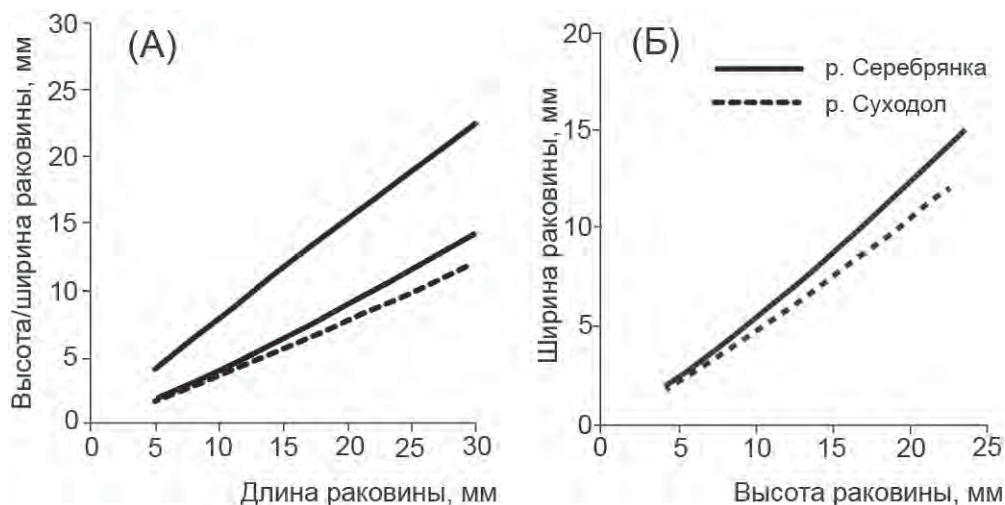 (А)
Высота/ширина раковины, мм
30
25
20
15
10
5
0
0 5 10 15 20 25 30
Длина раковины, мм
(Б)
р. Серебрянка
р. Суходол
Ширина раковины, мм
20
15
10
5
0
0 5 10 15 20 25
Высота раковины, мм